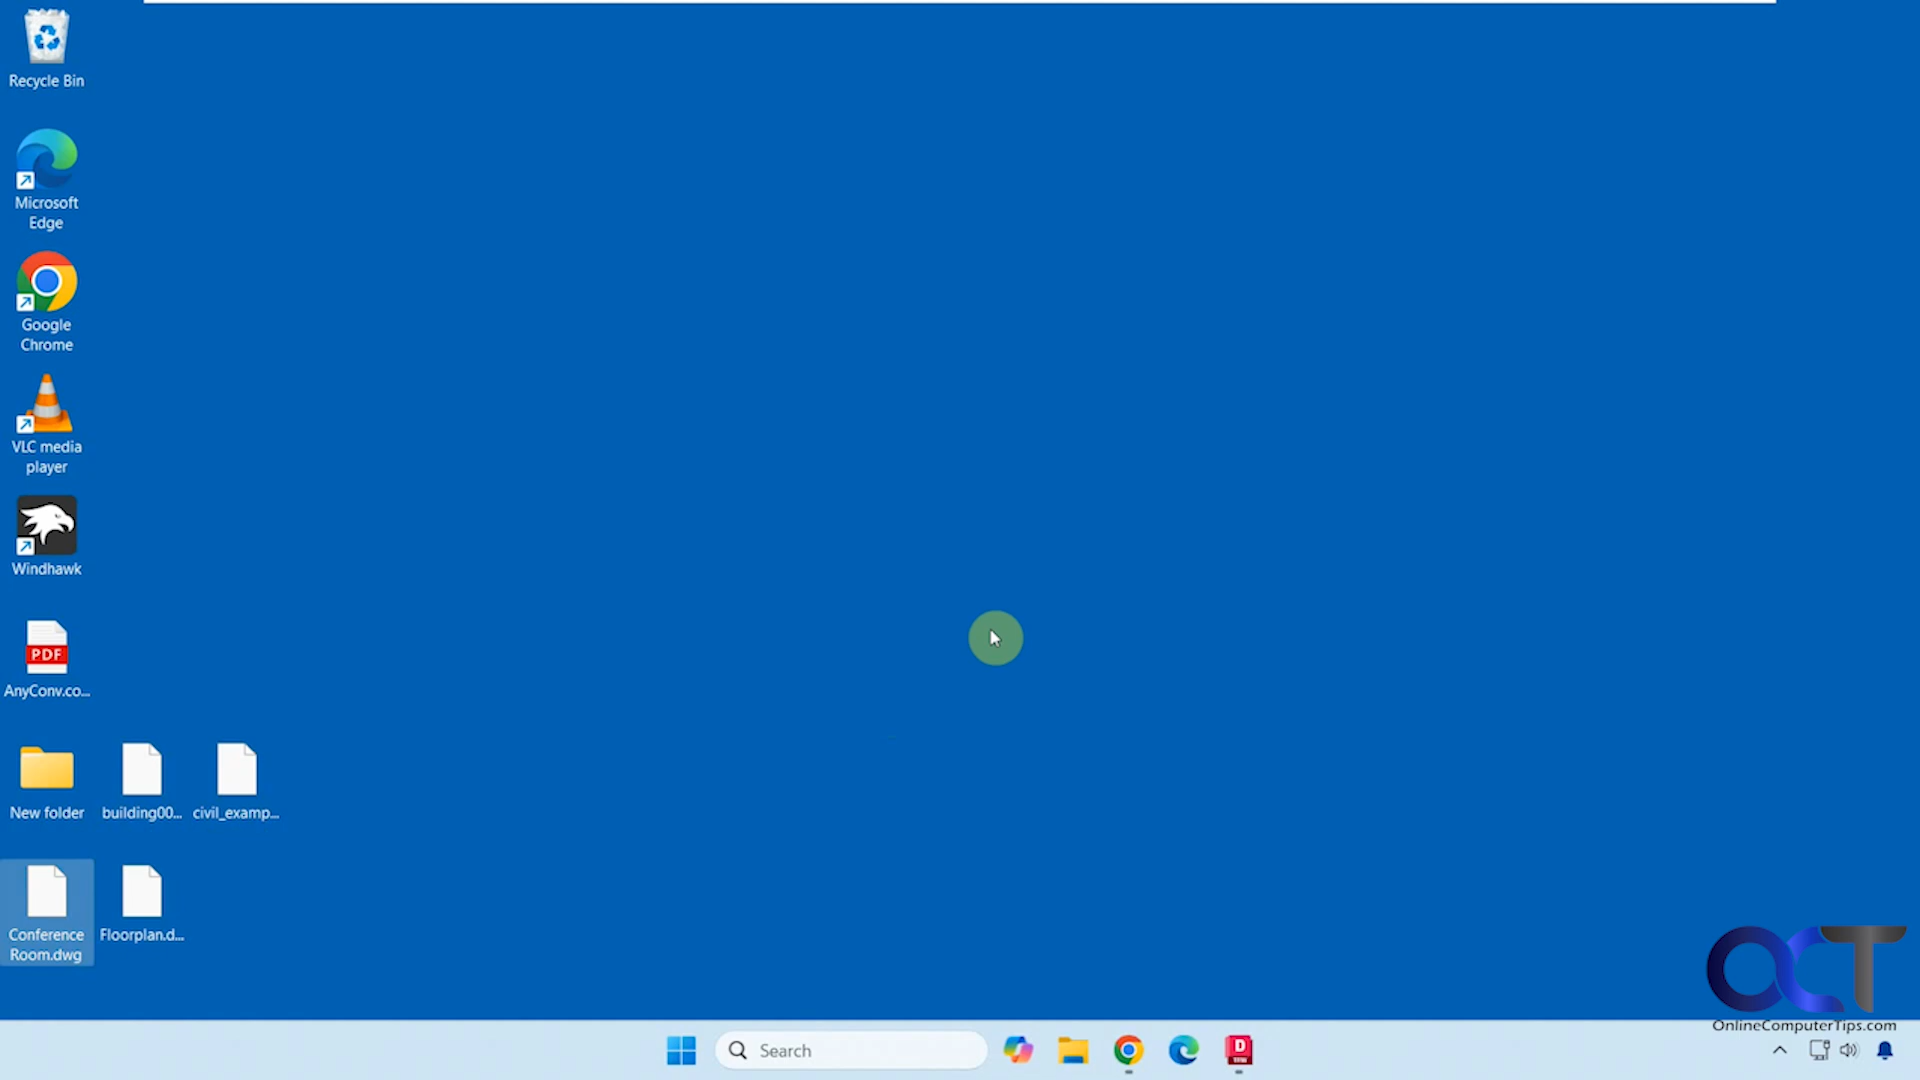 Recycle Bin
Microsoft
Edge
Google
Chrome
VLC media
player
Windhawk
PDF
AnyConv.co...
New folder
building00...
civil_examp...
Conference
Room.dwg
Floorplan.d...
Search
D
OCT
OnlineComputerTips.com